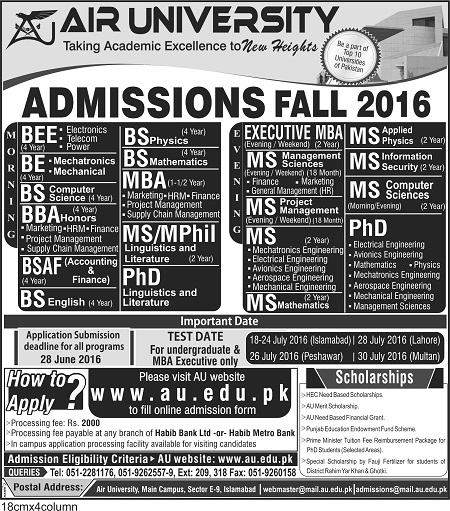 AIR UNIVERSITY
Taking Academic Excellence to New Heights
Be a part of
Top 10
Universities
of Pakistan
ADMISSIONS FALL 2016
MORNING
BEE • Electronics
• Telecom
(4 Year) • Power
BE • Mechatronics
(4 Year) • Mechanical
BS Computer
Science (4 Year)
BBA (4 Year)
Honors
• Marketing • HRM • Finance
• Project Management
• Supply Chain Management
BSAF (Accounting
(4 Year) & Finance)
BS English (4 Year)
BS (4 Year)
Physics
BS (4 Year)
Mathematics
MBA (1-1/2 Year)
• Marketing • HRM • Finance
• Project Management
• Supply Chain Management
MS/MPhil
Linguistics and
Literature (2 Year)
PhD
Linguistics and
Literature
EVENING
EXECUTIVE MBA
(Evening / Weekend) (2 Year)
MS Management
Sciences
(Evening / Weekend) (18 Month)
• Finance • Marketing
• General Management (HR)
MS Project
Management
(Evening / Weekend) (18 Month)
MS (2 Year)
• Mechatronics Engineering
• Electrical Engineering
• Avionics Engineering
• Aerospace Engineering
• Mechanical Engineering
MS (2 Year)
Mathematics
MS Applied
Physics (2 Year)
MS Information
Security (2 Year)
MS Computer
Sciences
(Morning/Evening) (2 Year)
PhD
• Electrical Engineering
• Avionics Engineering
• Mathematics • Physics
• Mechatronics Engineering
• Aerospace Engineering
• Mechanical Engineering
• Management Sciences
Important Date
Application Submission
deadline for all programs
28 June 2016
TEST DATE
For undergraduate &
MBA Executive only
18-24 July 2016 (Islamabad) 28 July 2016 (Lahore)
26 July 2016 (Peshawar) 30 July 2016 (Multan)
How to
Apply ?
Please visit AU website
www.au.edu.pk
to fill online admission form
Processing fee: Rs. 2000
Processing fee payable at any branch of Habib Bank Ltd -or- Habib Metro Bank
In campus application processing facility available for visiting candidates
Admission Eligibility Criteria AU website: www.au.edu.pk
QUERIES Tel: 051-2281176, 051-9262557-9, Ext: 209, 318 Fax: 051-9260158
Scholarships
HEC Need Based Scholarships.
AU Merit Scholarship.
AU Need Based Financial Grant.
Punjab Education Endowment Fund Scheme.
Prime Minister Tution Fee Reimbursement Package for
PhD Students (Selected Areas).
Special Scholarship by Fauji Fertilizer for students of
District Rahim Yar Khan & Ghotki.
Postal Address: Air University, Main Campus, Sector E-9, Islamabad webmaster@mail.au.edu.pk admissions@mail.au.edu.pk
18cmx4column